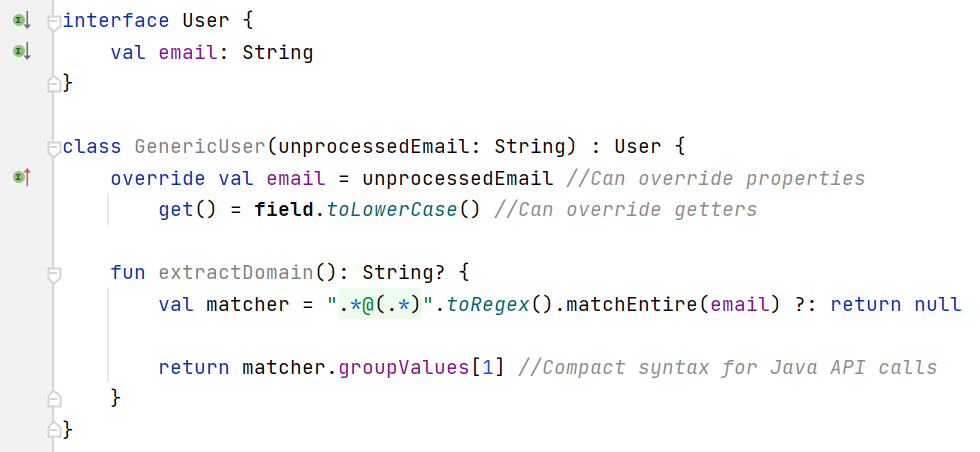 interface User {
    val email: String
}
class GenericUser(unprocessedEmail: String) : User {
    override val email = unprocessedEmail //Can override properties
        get() = field.toLowerCase() //Can override getters
    fun extractDomain(): String? {
        val matcher = ".*@(.*)".toRegex().matchEntire(email) ?: return null
        return matcher.groupValues[1] //Compact syntax for Java API calls
    }
}